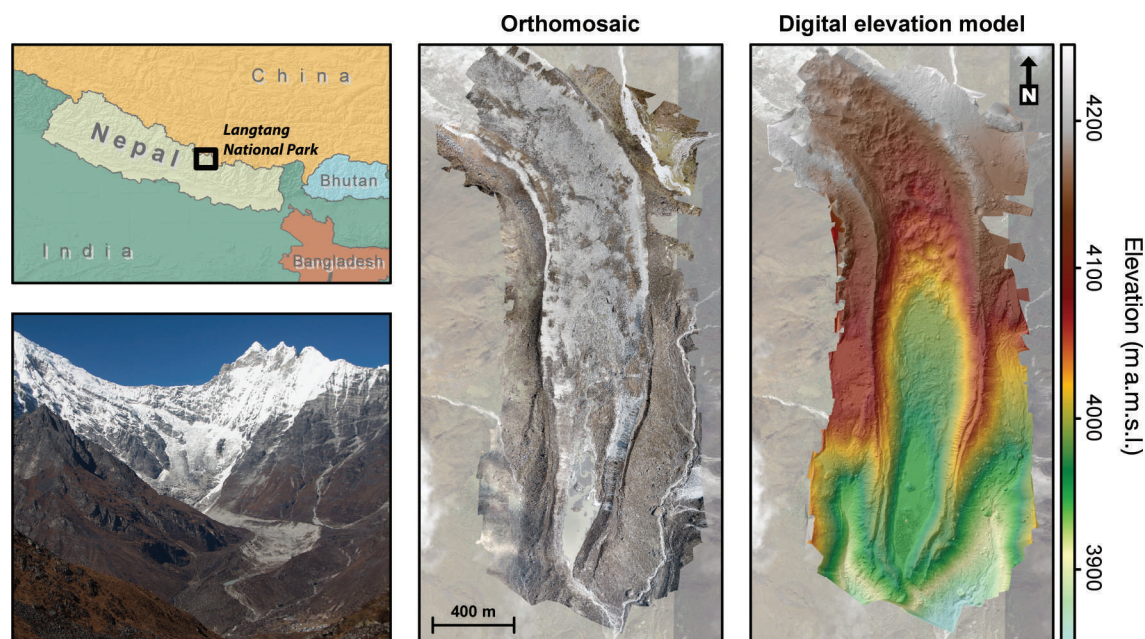 Orthomosaic
Digital elevation model
China
Nepal
Langtang
National Park
Bhutan
India
Bangladesh
400 m
N
4200
4100
4000
3900
Elevation (m a.m.s.l.)